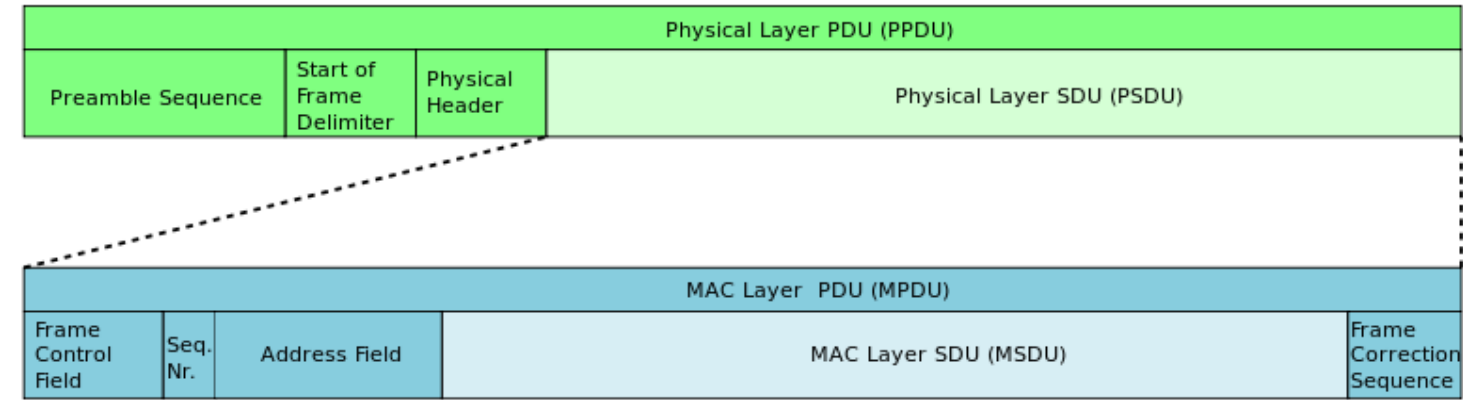 Physical Layer PDU (PPDU)
Preamble Sequence
Start of
Frame
Delimiter
Physical
Header
Physical Layer SDU (PSDU)
MAC Layer  PDU (MPDU)
Frame
Control
Field
Seq.
Nr.
Address Field
MAC Layer SDU (MSDU)
Frame
Correction
Sequence